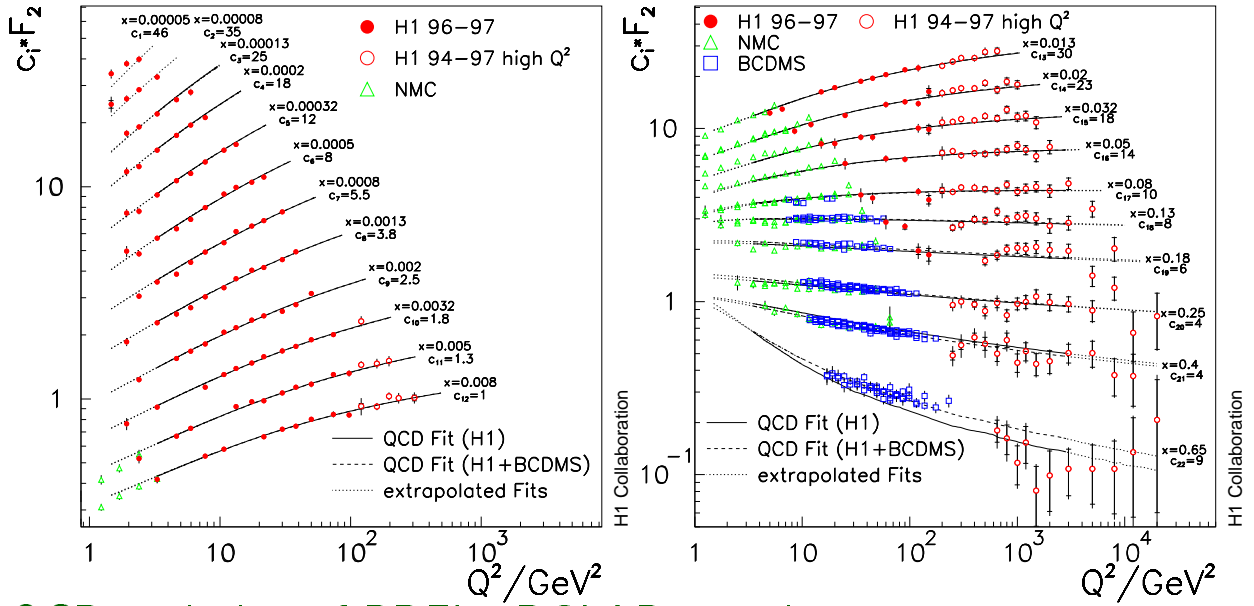 C_i*F_2
x=0.00005 x=0.00008
c_1=46 c_2=35
x=0.00013
c_3=25
x=0.0002
c_4=18
x=0.00032
c_5=12
x=0.0005
c_6=8
x=0.0008
c_7=5.5
x=0.0013
c_8=3.8
x=0.002
c_9=2.5
x=0.0032
c_10=1.8
x=0.005
c_11=1.3
x=0.008
c_12=1
H1 96-97
H1 94-97 high Q²
NMC
10
1
QCD Fit (H1)
QCD Fit (H1+BCDMS)
extrapolated Fits
1 10 10² 10³
Q²/GeV²
H1 Collaboration
C_i*F_2
H1 96-97 H1 94-97 high Q²
NMC
BCDMS
x=0.013
c_13=30
x=0.02
c_14=23
x=0.032
c_15=18
x=0.05
c_16=14
x=0.08
c_17=10
x=0.13
c_18=8
x=0.18
c_19=6
x=0.25
c_20=4
x=0.4
c_21=4
x=0.65
c_22=9
10
1
10⁻¹
QCD Fit (H1)
QCD Fit (H1+BCDMS)
extrapolated Fits
1 10 10² 10³ 10⁴
Q²/GeV²
H1 Collaboration